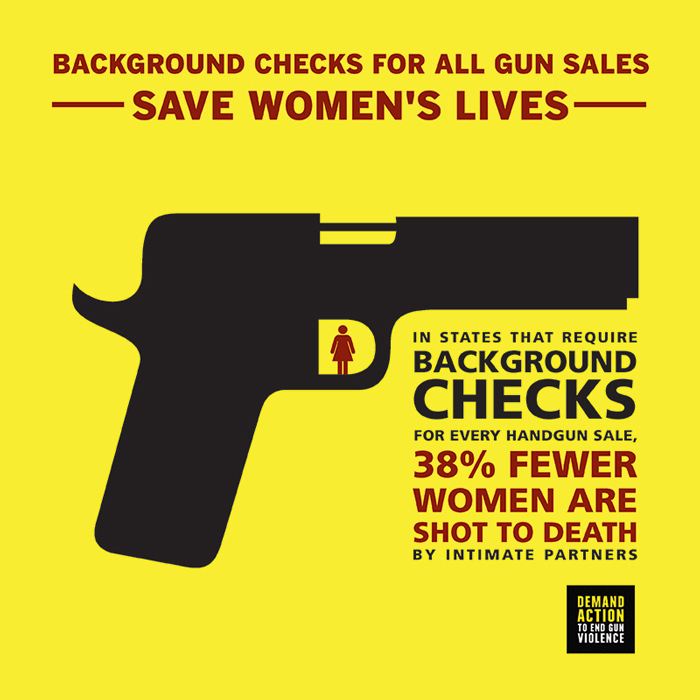 BACKGROUND CHECKS FOR ALL GUN SALES
SAVE WOMEN'S LIVES
IN STATES THAT REQUIRE
BACKGROUND
CHECKS
FOR EVERY HANDGUN SALE,
38% FEWER
WOMEN ARE
SHOT TO DEATH
BY INTIMATE PARTNERS
DEMAND
ACTION
TO END GUN
VIOLENCE